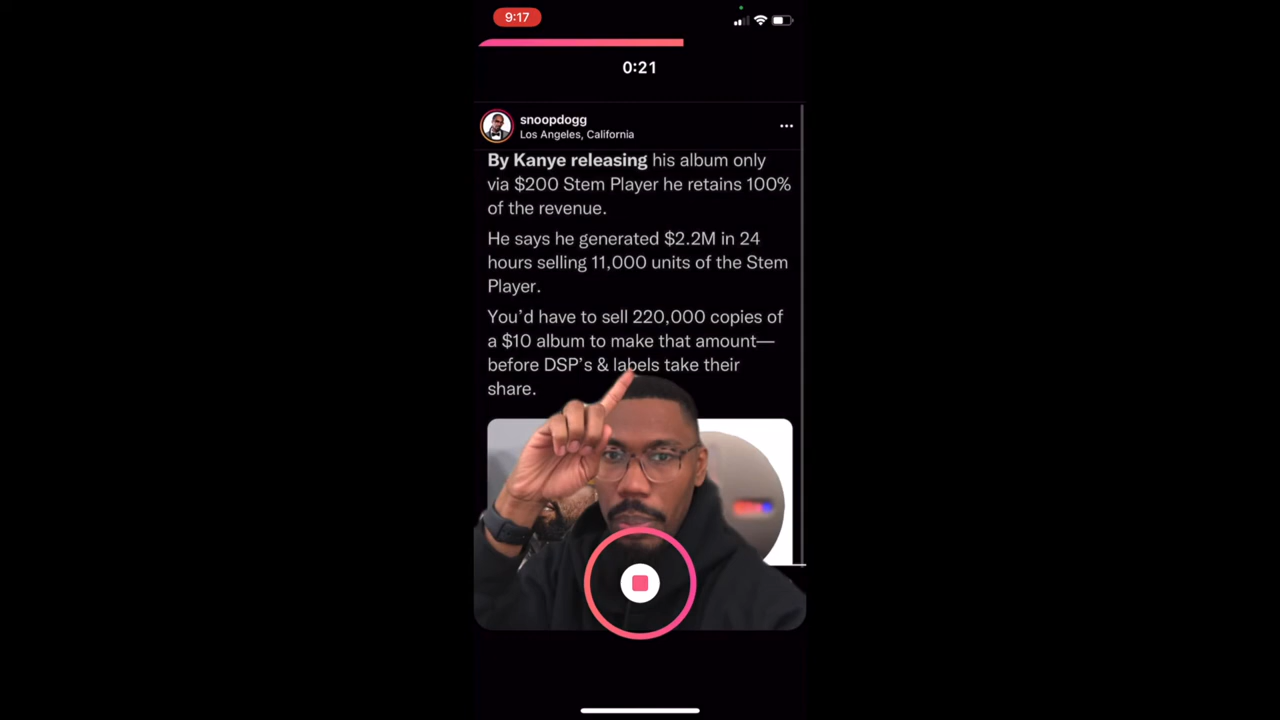 9:17
0:21
snoopdogg
Los Angeles, California
By Kanye releasing his album only
via $200 Stem Player he retains 100%
of the revenue.
He says he generated $2.2M in 24
hours selling 11,000 units of the Stem
Player.
You’d have to sell 220,000 copies of
a $10 album to make that amount—
before DSP’s & labels take their
share.